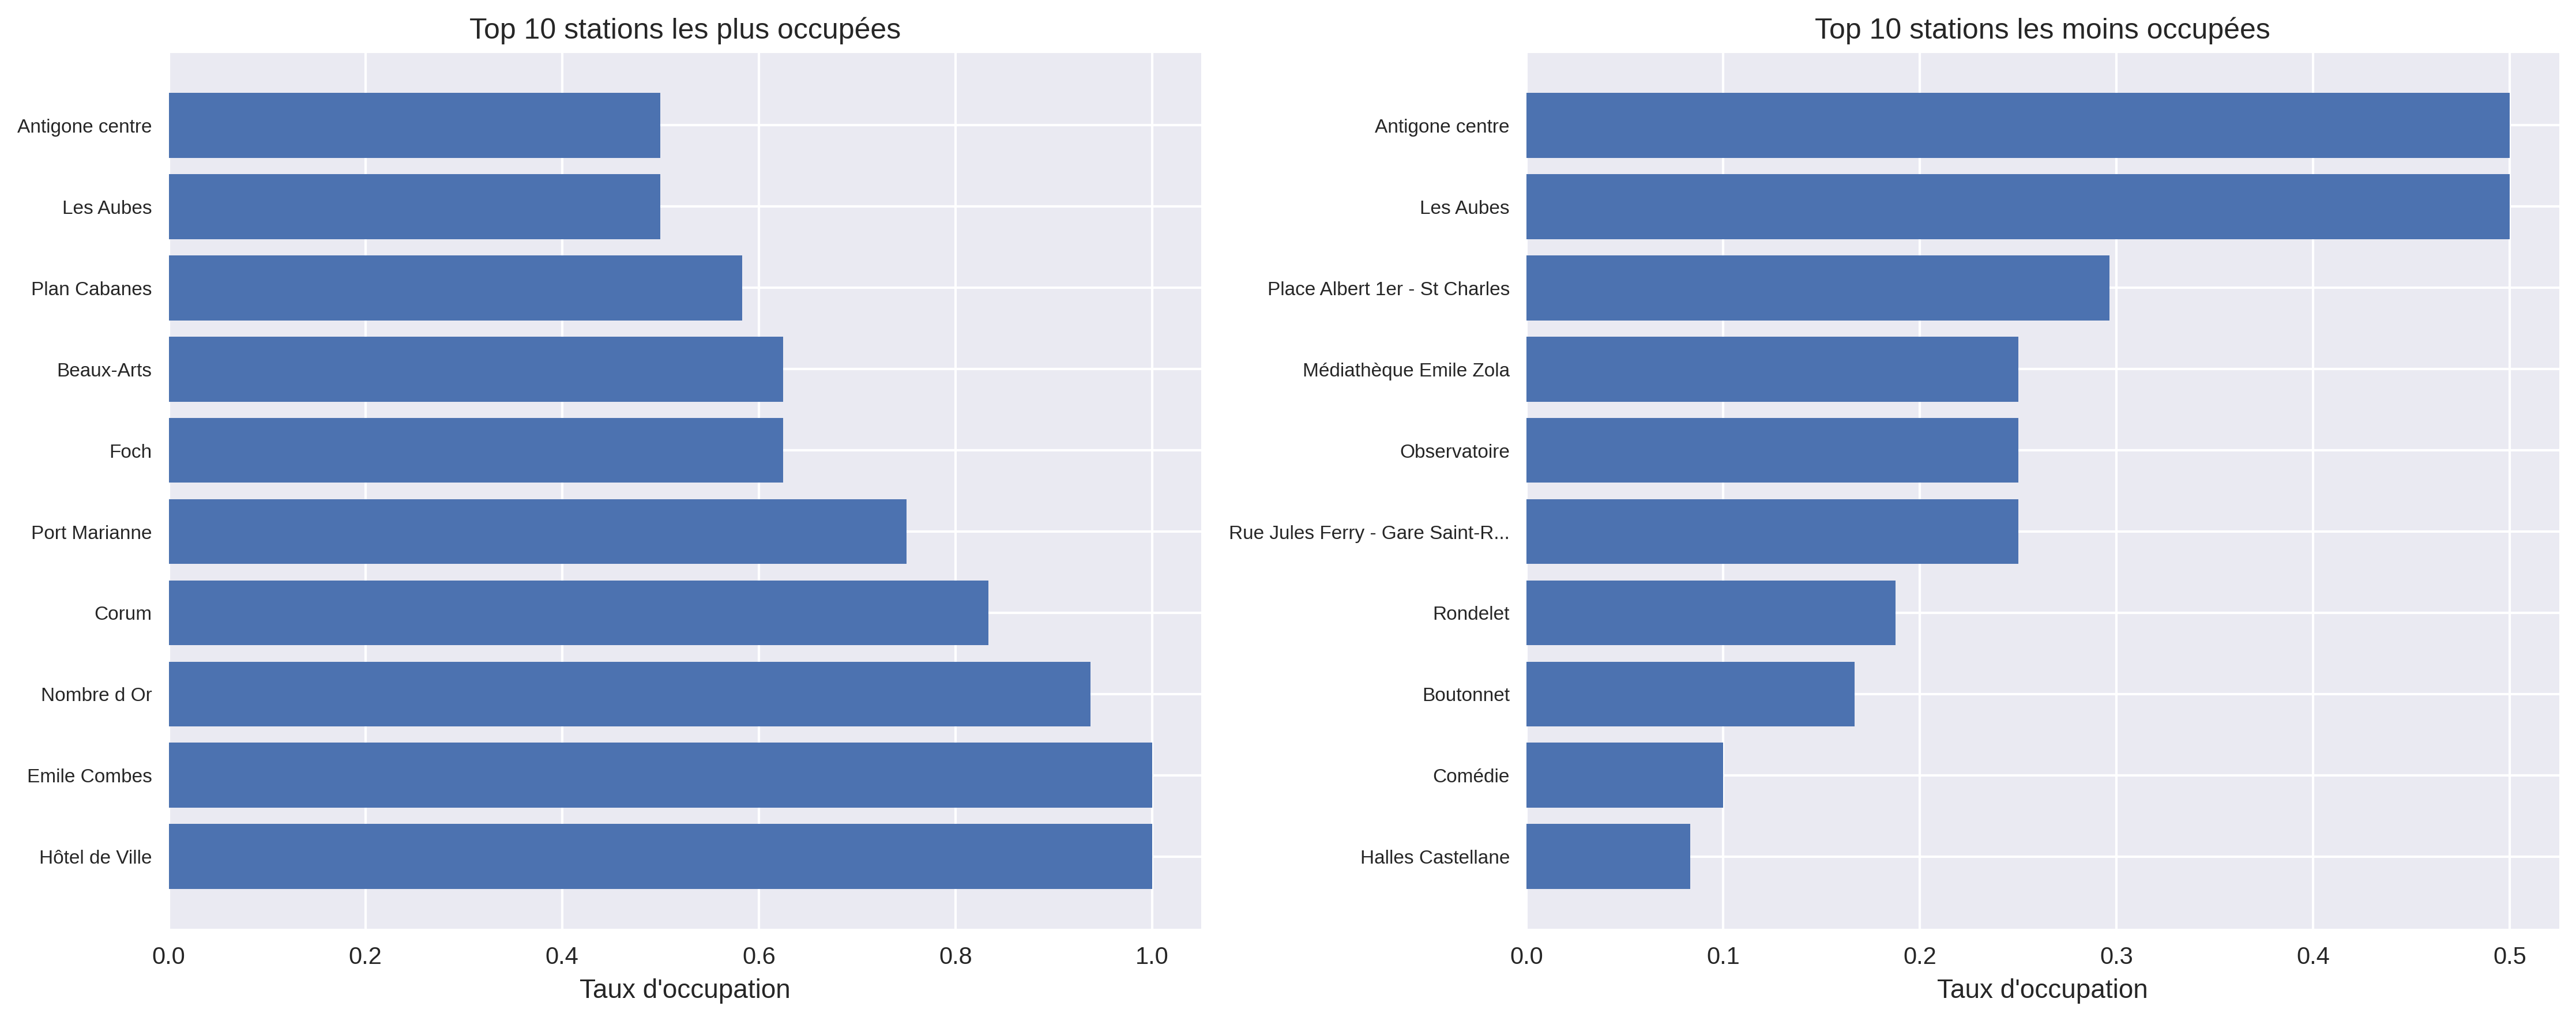 Top 10 stations les plus occupées
Antigone centre
Les Aubes
Plan Cabanes
Beaux-Arts
Foch
Port Marianne
Corum
Nombre d Or
Emile Combes
Hôtel de Ville
0.0 0.2 0.4 0.6 0.8 1.0
Taux d'occupation
Top 10 stations les moins occupées
Antigone centre
Les Aubes
Place Albert 1er - St Charles
Médiathèque Emile Zola
Observatoire
Rue Jules Ferry - Gare Saint-R...
Rondelet
Boutonnet
Comédie
Halles Castellane
0.0 0.1 0.2 0.3 0.4 0.5
Taux d'occupation